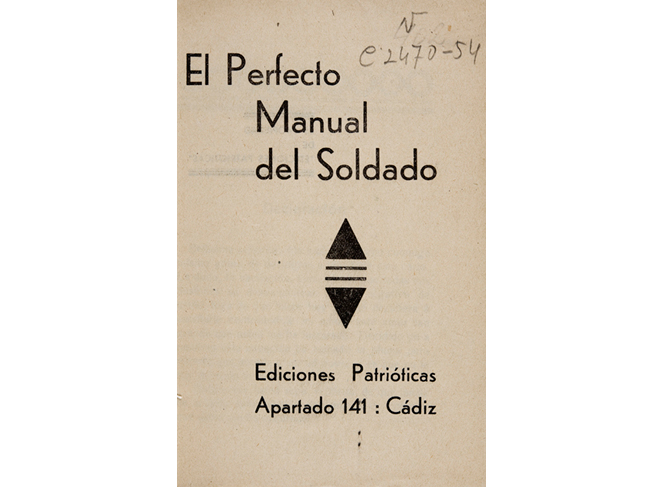 e 2470-54
El Perfecto
Manual
del Soldado
Ediciones Patrióticas
Apartado 141 : Cádiz